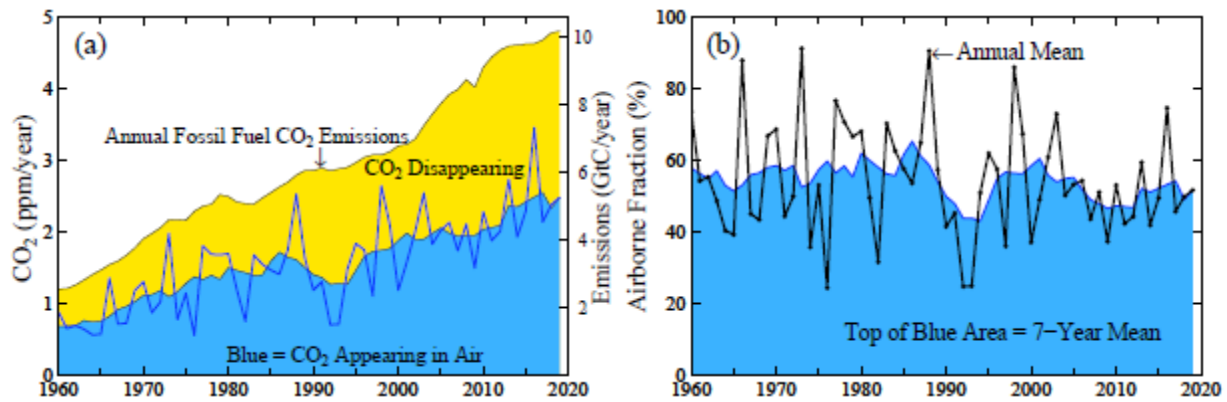 (a)
CO2 (ppm/year)
5
4
3
2
1
0
Annual Fossil Fuel CO2 Emissions
↓
CO2 Disappearing
Blue = CO2 Appearing in Air
10
8
6
4
2
Emissions (GtC/year)
1960 1970 1980 1990 2000 2010 2020
(b)
Airborne Fraction (%)
100
80
60
40
20
0
←Annual Mean
Top of Blue Area = 7−Year Mean
1960 1970 1980 1990 2000 2010 2020